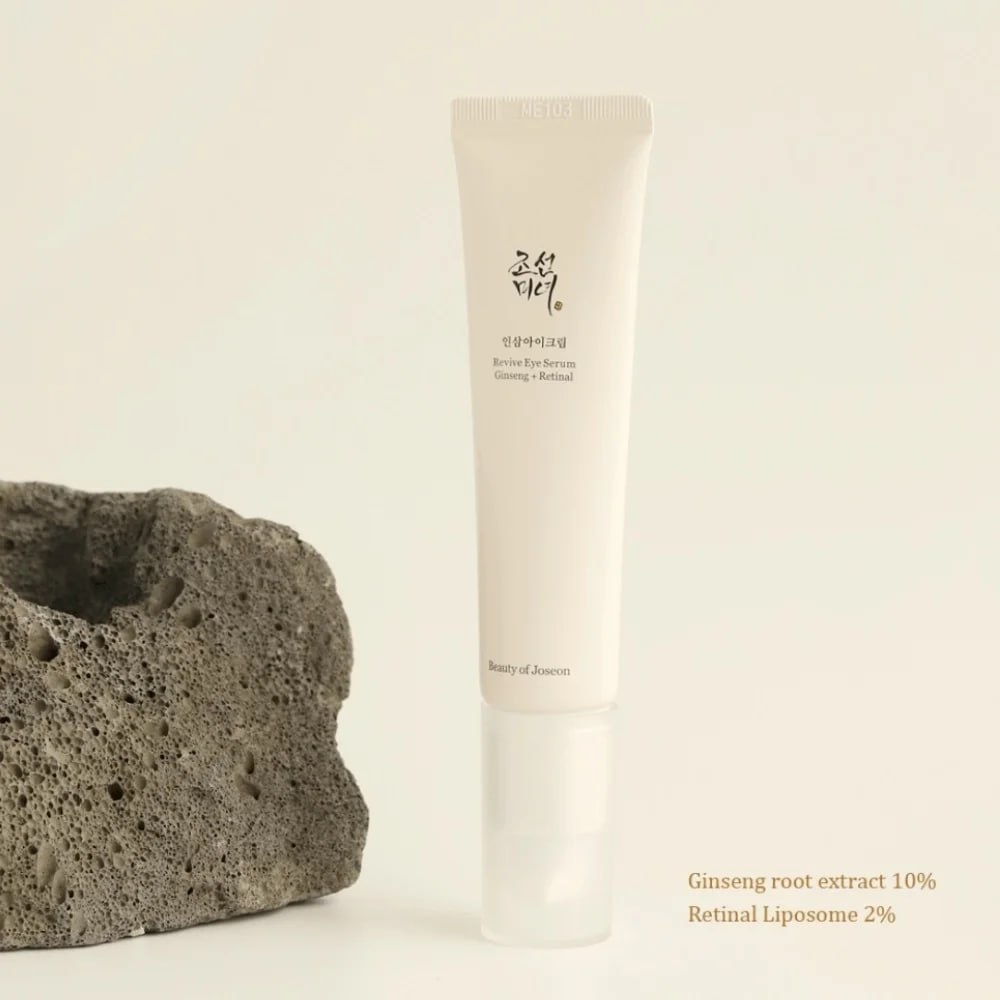 ME103
조선
미녀
인삼아이크림
Revive Eye Serum
Ginseng + Retinal
Beauty of Joseon
Ginseng root extract 10%
Retinal Liposome 2%